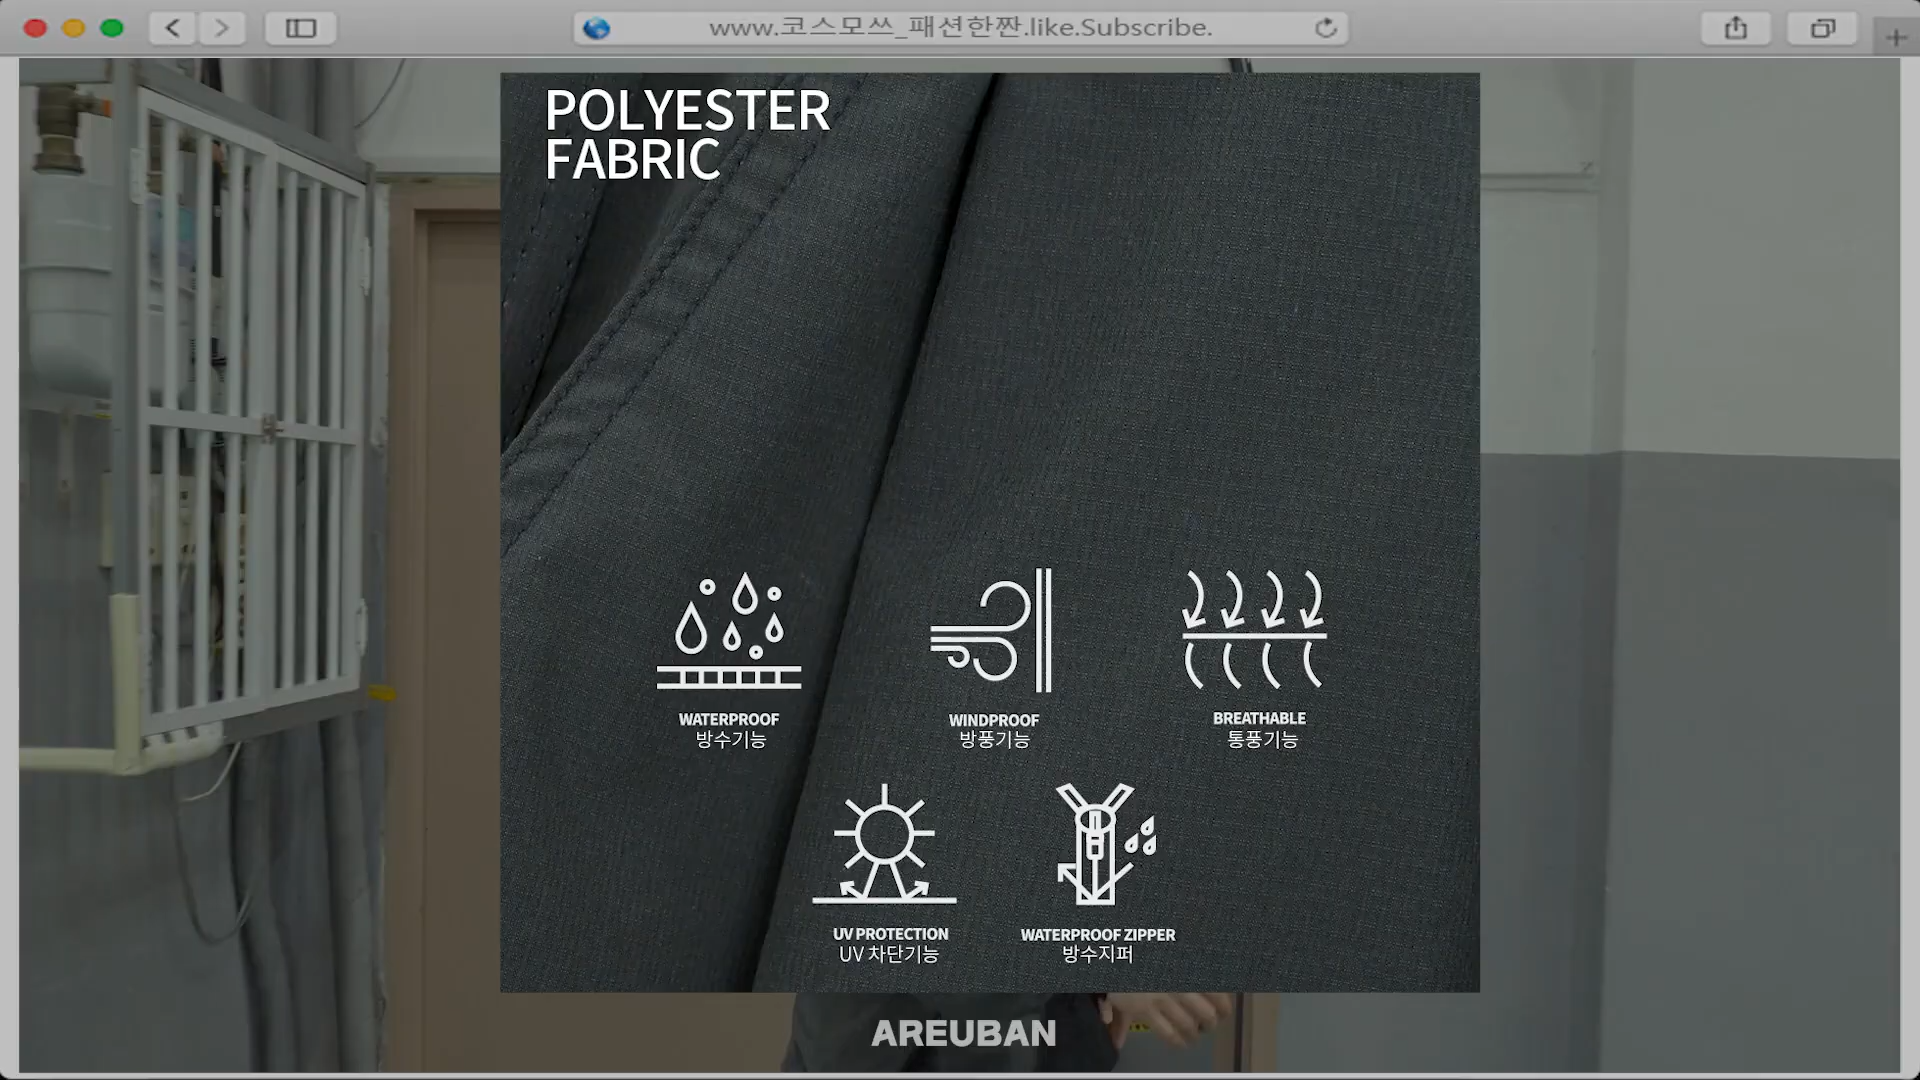 www.코스모쓰_패션한짠.like.Subscribe.
POLYESTER
FABRIC
WATERPROOF
방수기능
WINDPROOF
방풍기능
BREATHABLE
통풍기능
UV PROTECTION
UV 차단기능
WATERPROOF ZIPPER
방수지퍼
AREUBAN